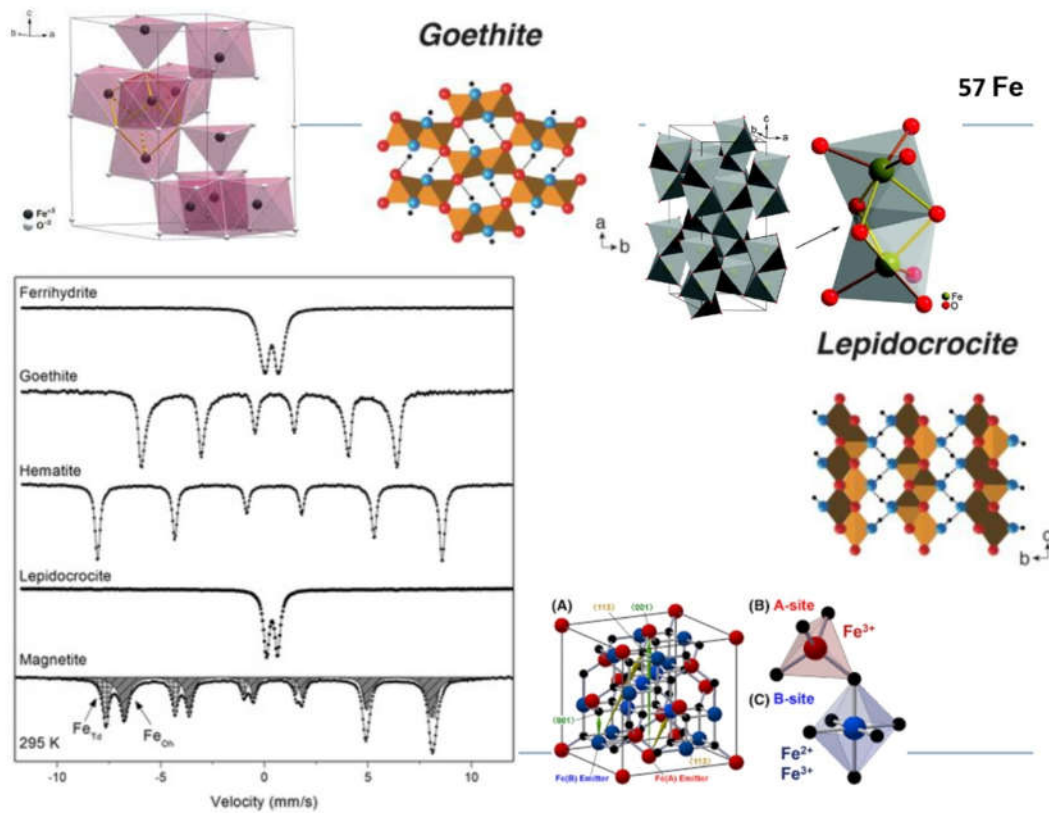 c
b
a
Fe+3
O-2
Goethite
a
b
57 Fe
c
b
a
Fe
O
Lepidocrocite
c
b
Ferrihydrite
Goethite
Hematite
Lepidocrocite
Magnetite
FeTd
FeOh
295 K
-10 -5 0 5 10
Velocity (mm/s)
(A)
(001)
(001)
Fe(B) Emitter
Fe(A) Emitter
(B) A-site
Fe3+
(C) B-site
Fe2+
Fe3+